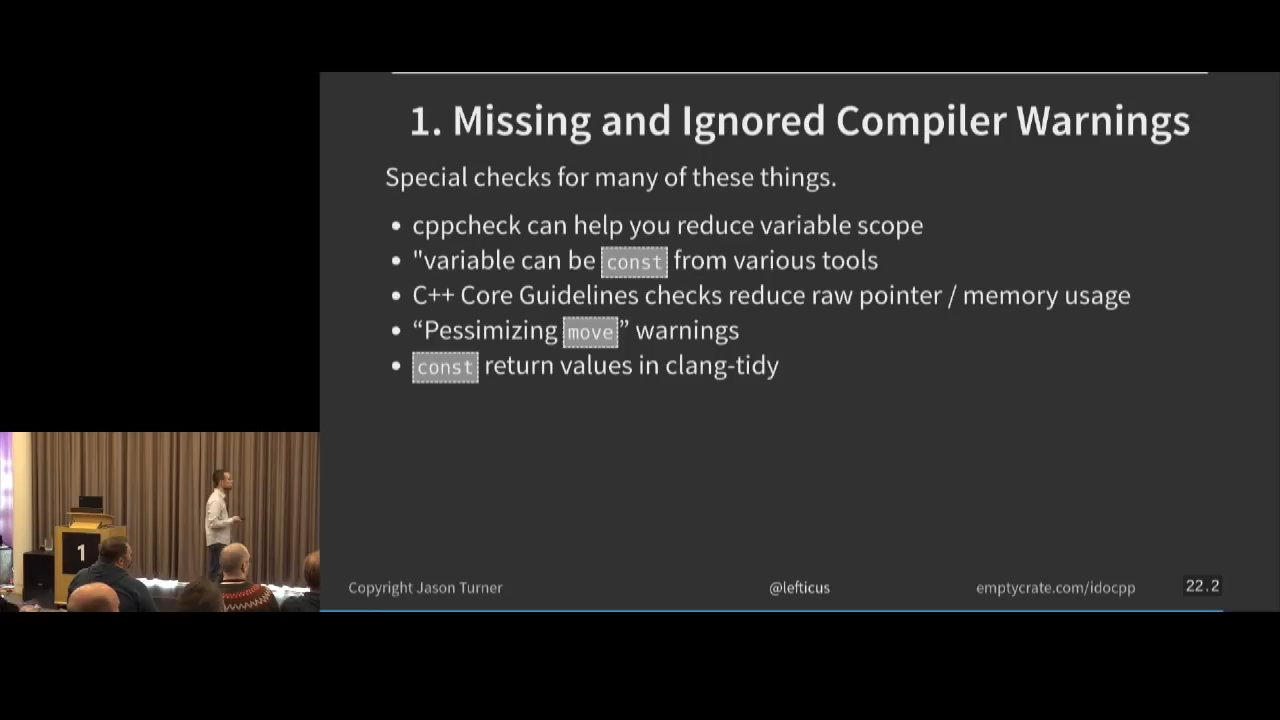 1. Missing and Ignored Compiler Warnings
Special checks for many of these things.
• cppcheck can help you reduce variable scope
• "variable can be const from various tools
• C++ Core Guidelines checks reduce raw pointer / memory usage
• “Pessimizing move” warnings
• const return values in clang-tidy
1
Copyright Jason Turner
@lefticus
emptycrate.com/idocpp
22.2